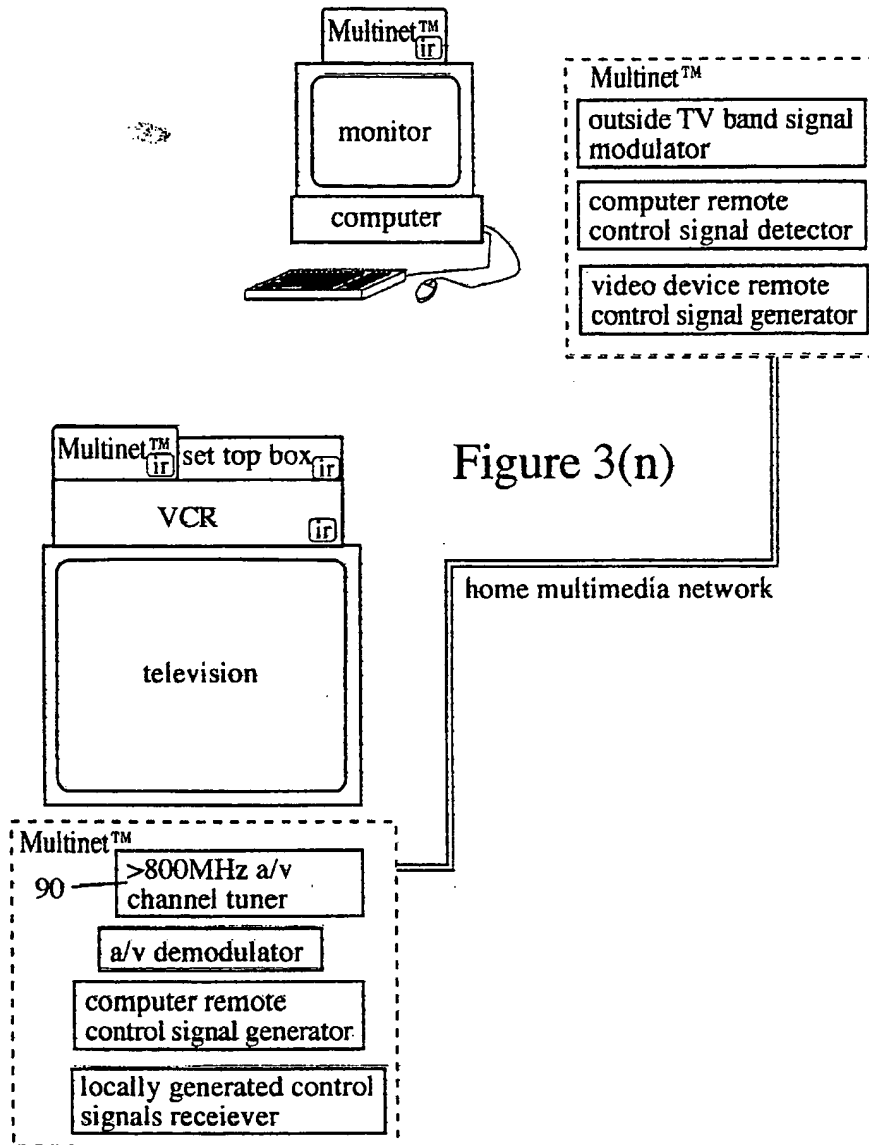 Multinet™
ir
monitor
computer
Multinet™
outside TV band signal
modulator
computer remote
control signal detector
video device remote
control signal generator
Multinet™
ir
set top box
ir
VCR
ir
Figure 3(n)
home multimedia network
television
Multinet™
90
>800MHz a/v
channel tuner
a/v demodulator
computer remote
control signal generator
locally generated control
signals receiever